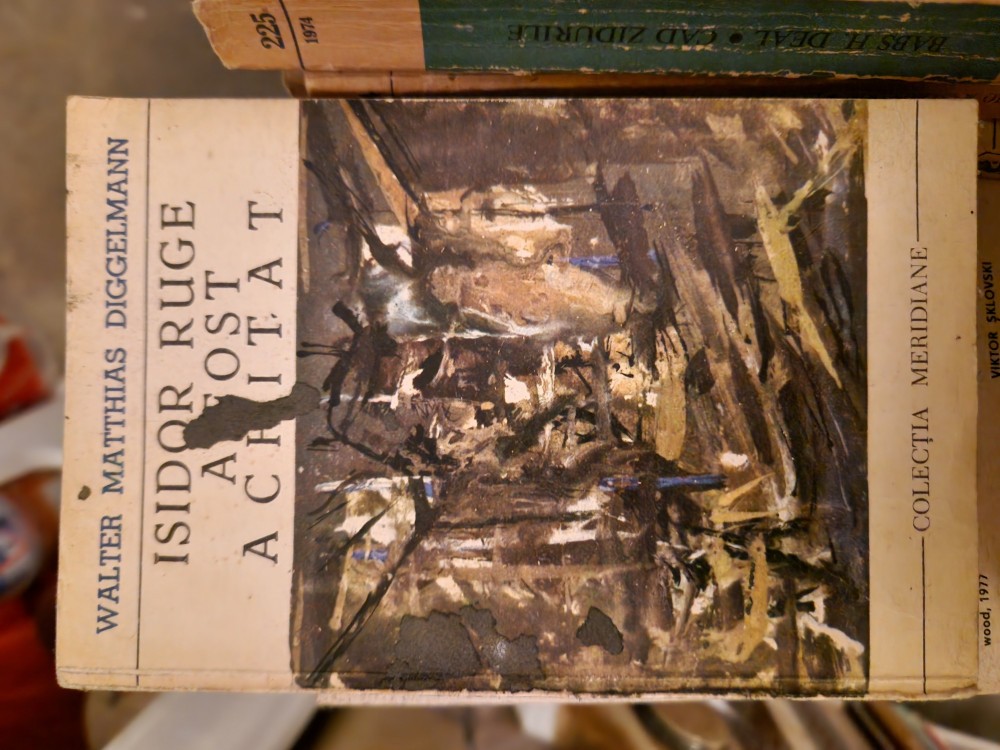 WALTER MATTHIAS DIGGELMANN
ISIDOR RUGE
A FOST
ACHITAT
COLECȚIA MERIDIANE
225
1974
BABS H. DEAL • CAD ZIDURILE
VIKTOR ȘKLOVSKI
wood, 1977